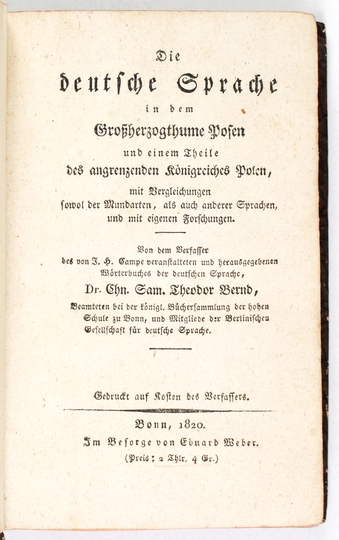 Die
deutsche Sprache
in dem
Großherzogthume Posen
und einem Theile
des angrenzenden Königreiches Polen,
mit Vergleichungen
sowol der Mundarten, als auch anderer Sprachen,
und mit eigenen Forschungen.
Von dem Verfasser
des von J. H. Campe veranstalteten und herausgegebenen
Wörterbuches der deutschen Sprache,
Dr. Chn. Sam. Theodor Bernd,
Beamteten bei der königl. Büchersammlung der hohen
Schule zu Bonn, und Mitgliede der Berlinischen
Gesellschaft für deutsche Sprache.
Gedruckt auf Kosten des Verfassers.
Bonn, 1820.
Im Besorge von Eduard Weber.
(Preis: 2 Thlr. 4 Gr.)